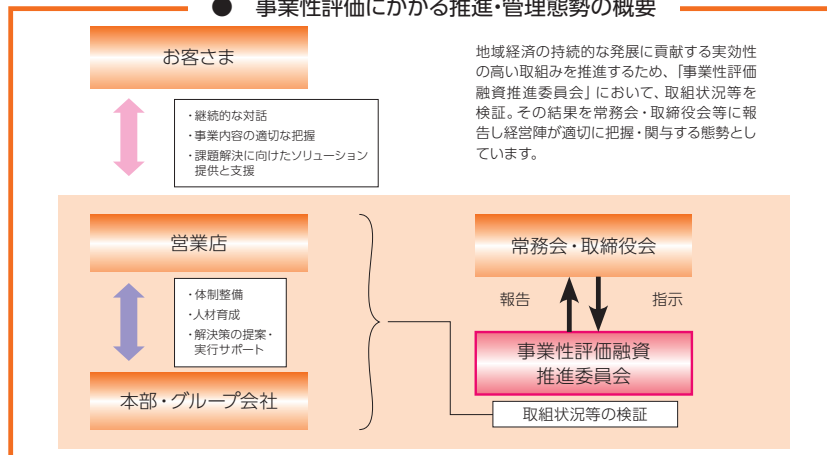 ● 事業性評価にかかる推進・管理態勢の概要
お客さま
地域経済の持続的な発展に貢献する実効性
の高い取組みを推進するため、「事業性評価
融資推進委員会」において、取組状況等を
検証。その結果を常務会・取締役会等に報
告し経営陣が適切に把握・関与する態勢とし
ています。
・継続的な対話
・事業内容の適切な把握
・課題解決に向けたソリューション
提供と支援
営業店
・体制整備
・人材育成
・解決策の提案・
実行サポート
本部・グループ会社
常務会・取締役会
報告
指示
事業性評価融資
推進委員会
取組状況等の検証